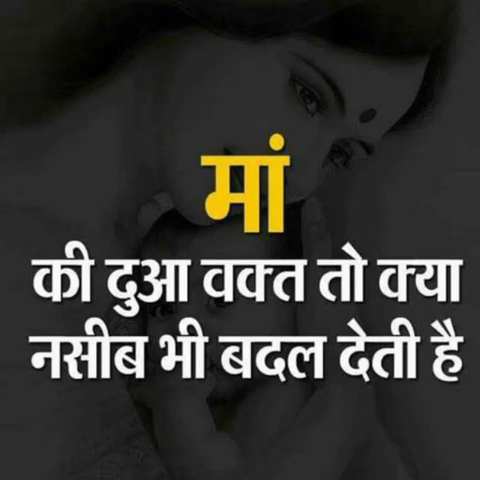 मां
की दुआ वक्त तो क्या
नसीब भी बदल देती है